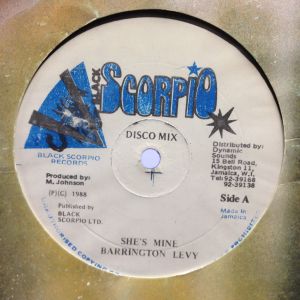 BLACK
SCORPIO
DISCO MIX
BLACK SCORPIO
RECORDS
Produced by:
M. Johnson
(P)(C) 1988
Published by
BLACK
SCORPIO LTD.
Distributed by:
Dynamic
Sounds
15 Bell Road,
Kingston 11
Jamaica, W.I.
Tel: 92-39168
92-39138
Side A
Made in
Jamaica
SHE'S MINE
BARRINGTON LEVY